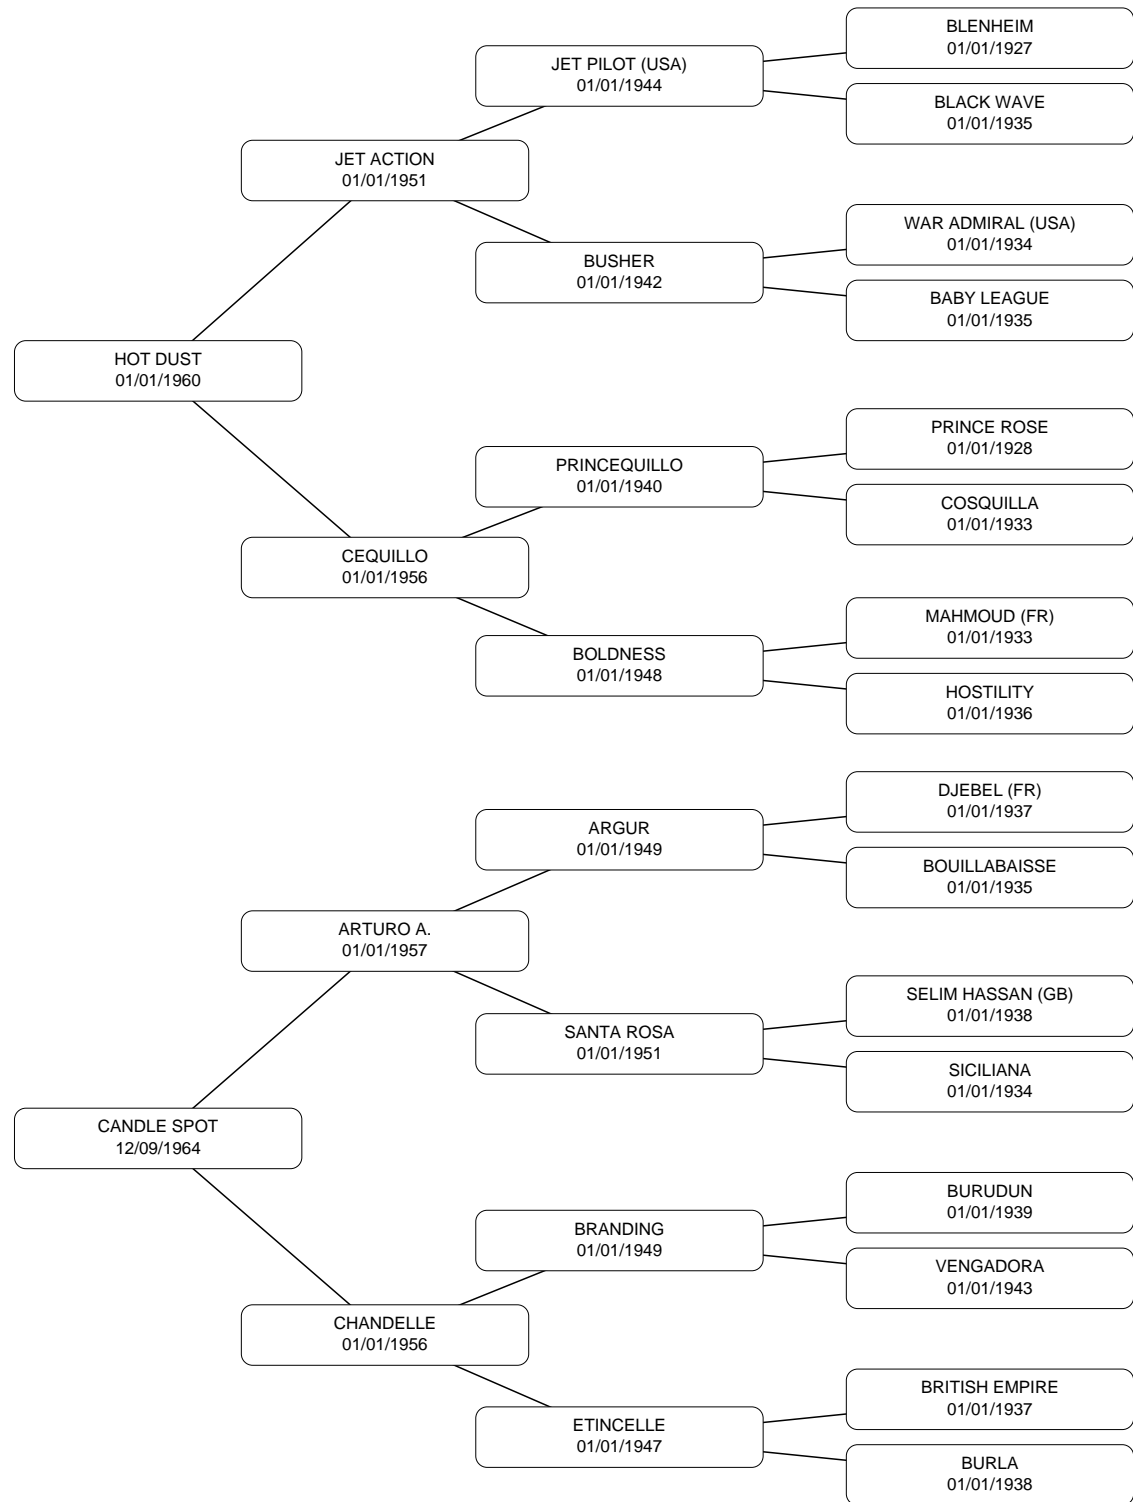 BLENHEIM
01/01/1927
JET PILOT (USA)
01/01/1944
BLACK WAVE
01/01/1935
JET ACTION
01/01/1951
WAR ADMIRAL (USA)
01/01/1934
BUSHER
01/01/1942
BABY LEAGUE
01/01/1935
HOT DUST
01/01/1960
PRINCE ROSE
01/01/1928
PRINCEQUILLO
01/01/1940
COSQUILLA
01/01/1933
CEQUILLO
01/01/1956
MAHMOUD (FR)
01/01/1933
BOLDNESS
01/01/1948
HOSTILITY
01/01/1936
DJEBEL (FR)
01/01/1937
ARGUR
01/01/1949
BOUILLABAISSE
01/01/1935
ARTURO A.
01/01/1957
SELIM HASSAN (GB)
01/01/1938
SANTA ROSA
01/01/1951
SICILIANA
01/01/1934
CANDLE SPOT
12/09/1964
BURUDUN
01/01/1939
BRANDING
01/01/1949
VENGADORA
01/01/1943
CHANDELLE
01/01/1956
BRITISH EMPIRE
01/01/1937
ETINCELLE
01/01/1947
BURLA
01/01/1938